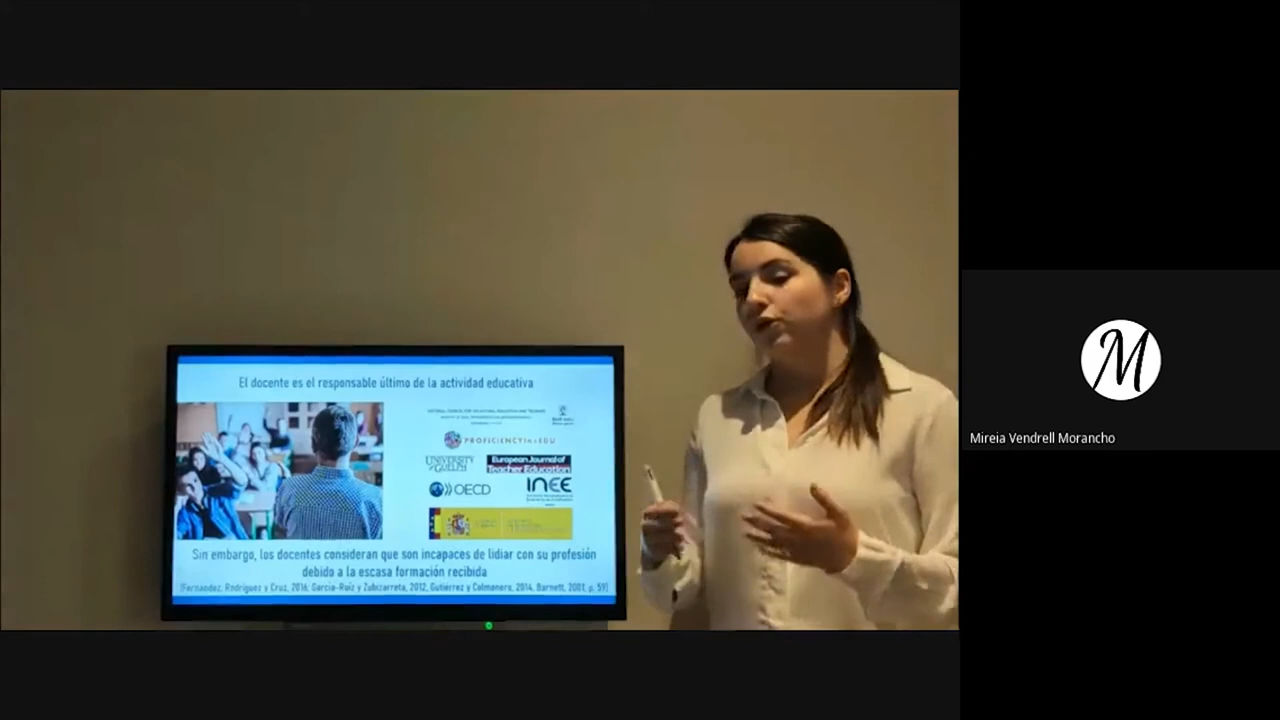 El docente es el responsable último de la actividad educativa
PROFICIENCYinEDU
UNIVERSITY
of GUELPH
European Journal of
Teacher Education
OECD
INEE
Sin embargo, los docentes consideran que son incapaces de lidiar con su profesión
debido a la escasa formación recibida
(Fernández, Rodríguez y Cruz, 2016, García-Ruíz y Zubizarreta, 2012, Gutierrez y Colmenero, 2014, Barnett, 2001, p. 59)
M
Mireia Vendrell Morancho